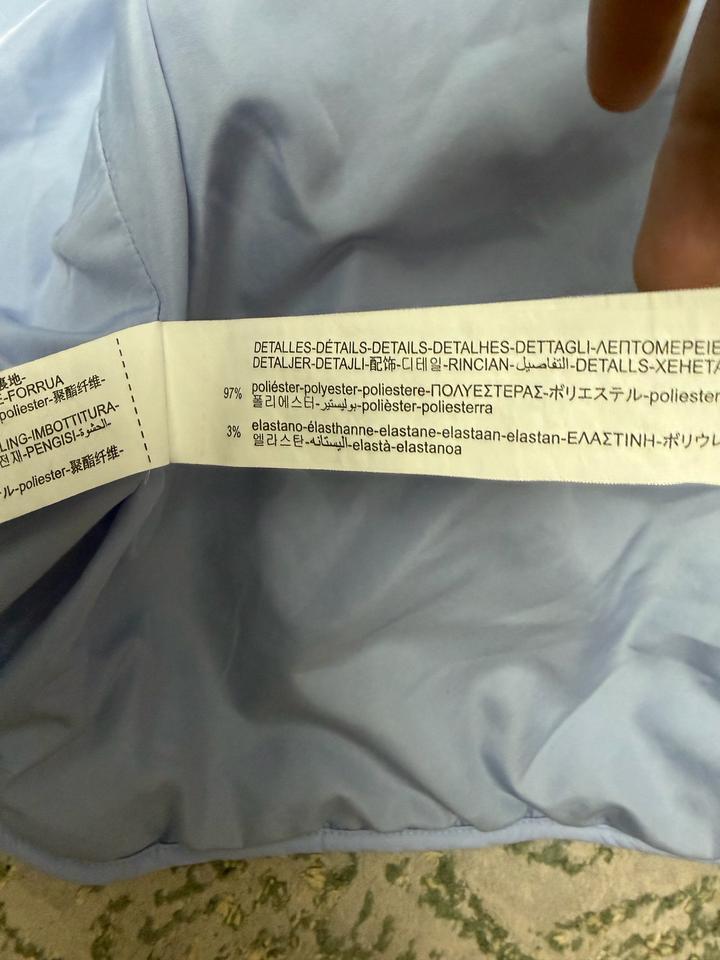 裏地-
-FORRUA
poliester-聚酯纤维-
LING-IMBOTTITURA-
전재-PENGISI-الحشوة-
ル-poliester-聚酯纤维-
DETALLES-DÉTAILS-DETAILS-DETALHES-DETTAGLI-ΛΕΠΤΟΜΕΡΕΙΕ
DETALJER-DETAJLI-配饰-디테일-RINCIAN-التفاصيل-DETALLS-XEHETA
97% poliéster-polyester-poliestere-ΠΟΛΥΕΣΤΕΡΑΣ-ポリエステル-poliester
폴리에스터-بوليستير-polièster-poliesterra
3% elastano-élasthanne-elastane-elastaan-elastan-ΕΛΑΣΤΙΝΗ-ポリウレ
엘라스탄-اليستانه-elastà-elastanoa